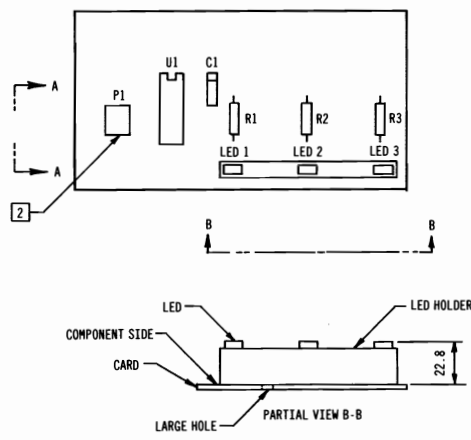 A
U1
C1
P1
R1
R2
R3
A
LED 1
LED 2
LED 3
2
B
B
LED
LED HOLDER
COMPONENT SIDE
CARD
22.8
LARGE HOLE
PARTIAL VIEW B-B